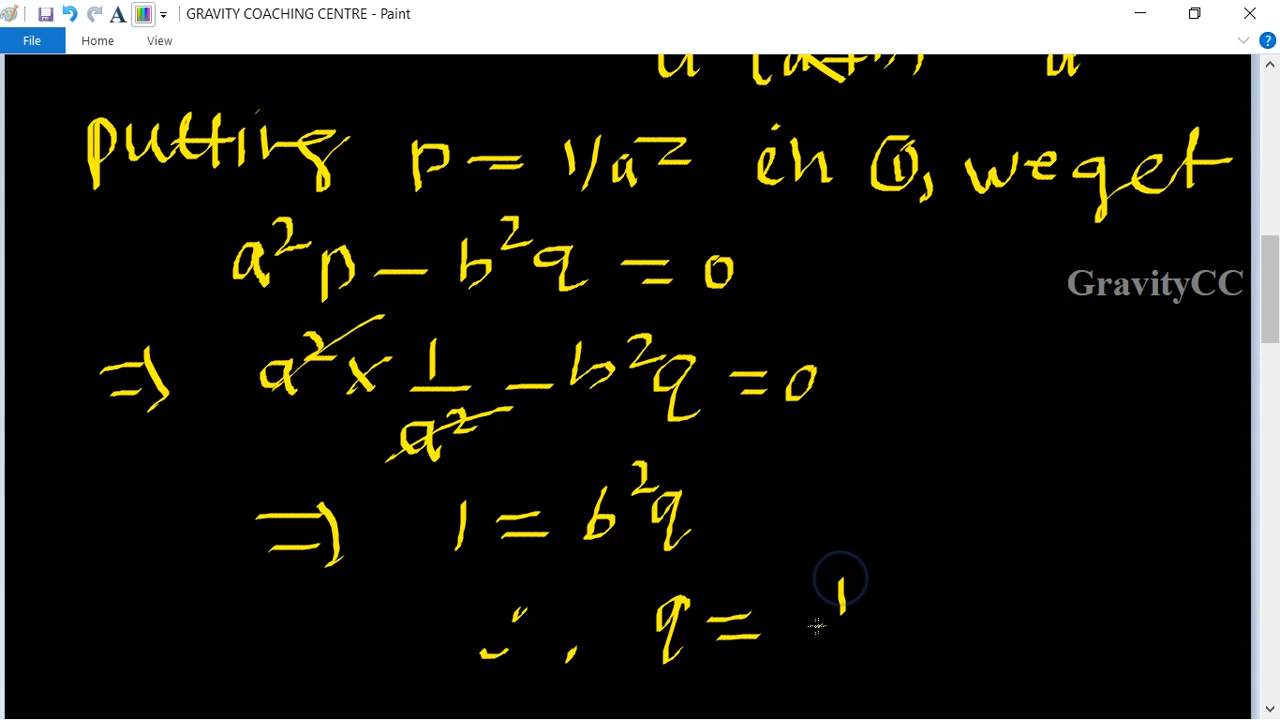 GRAVITY COACHING CENTRE - Paint
File Home View
a (a+b) a
putting p = 1/a² in ①, we get
a²p - b²q = 0
GravityCC
⇒ a² x 1/a² - b²q = 0
⇒ 1 = b²q
∴ q = 1